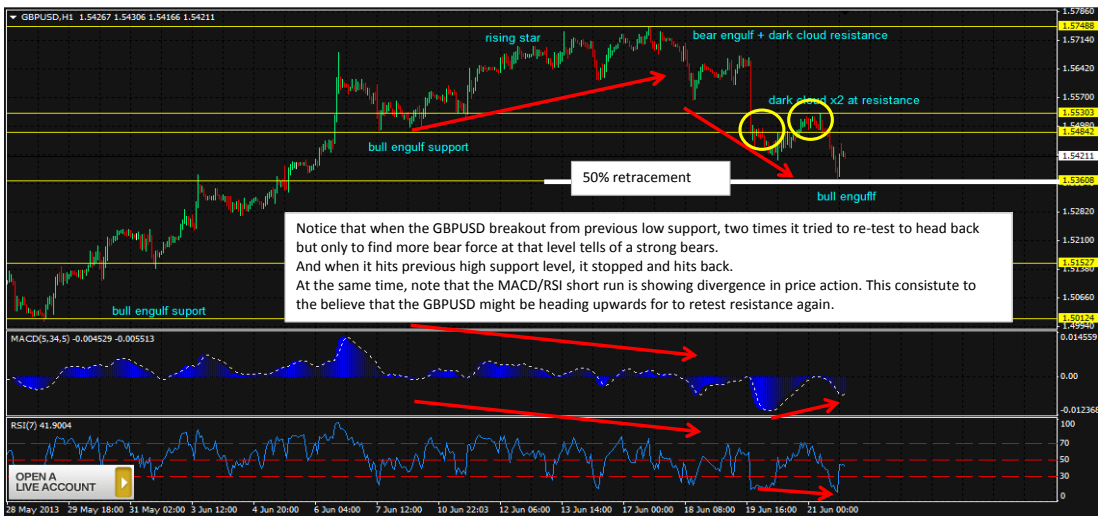 GBPUSD,H1 1.54267 1.54306 1.54166 1.54211
1.57860
1.57488
rising star
bear engulf + dark cloud resistance
1.57140
1.56420
1.55700
dark cloud x2 at resistance
1.55303
1.54980
1.54842
bull engulf support
1.54211
50% retracement
1.53608
bull enguflf
1.52820
Notice that when the GBPUSD breakout from previous low support, two times it tried to re-test to head back
but only to find more bear force at that level tells of a strong bears.
And when it hits previous high support level, it stopped and hits back.
At the same time, note that the MACD/RSI short run is showing divergence in price action. This consistute to
the believe that the GBPUSD might be heading upwards for to retest resistance again.
1.52100
1.51527
1.51380
1.50660
bull engulf suport
1.50124
1.49940
MACD(5,34,5) -0.004529 -0.005513
0.014559
0.00
-0.012368
RSI(7) 41.9004
100
70
50
30
0
OPEN A
LIVE ACCOUNT
28 May 2013 29 May 18:00 31 May 02:00 3 Jun 12:00 4 Jun 20:00 6 Jun 04:00 7 Jun 12:00 10 Jun 22:03 12 Jun 06:00 13 Jun 14:00 17 Jun 00:00 18 Jun 08:00 19 Jun 16:00 21 Jun 00:00